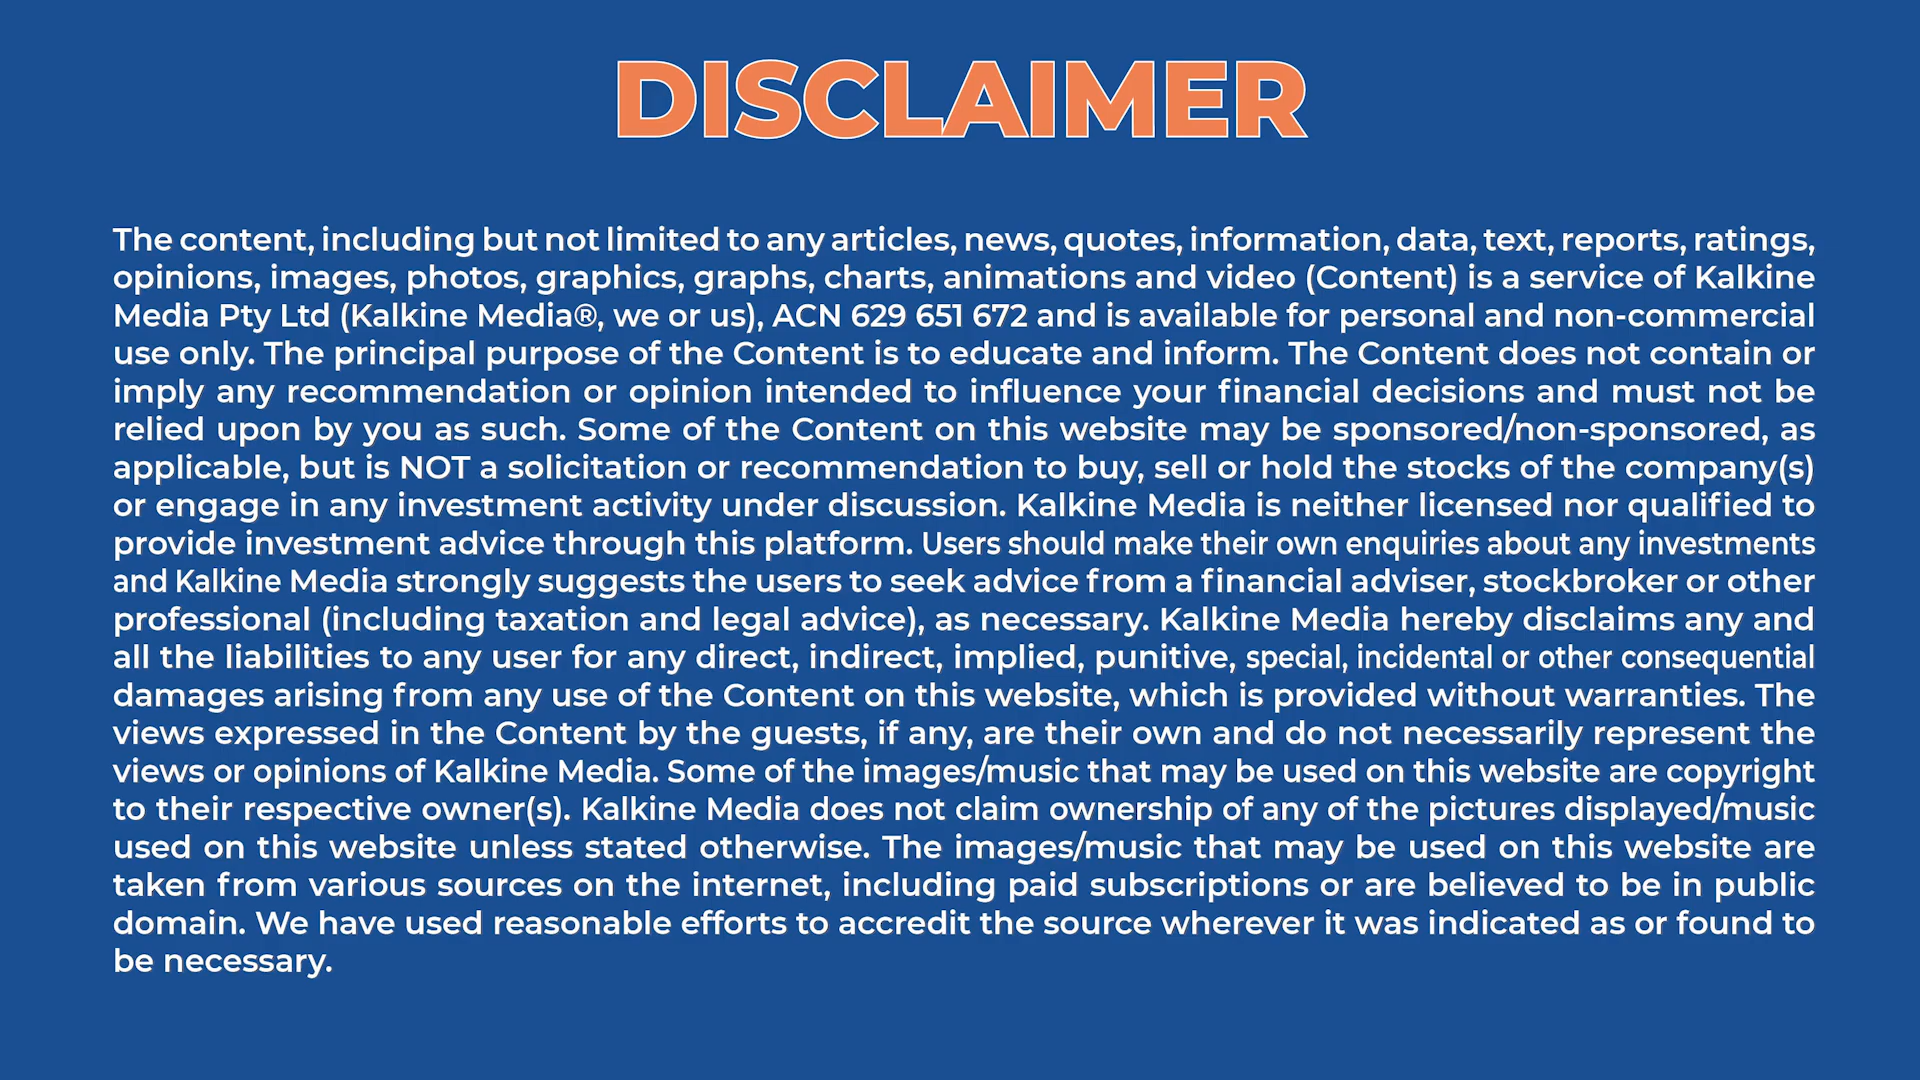 DISCLAIMER
The content, including but not limited to any articles, news, quotes, information, data, text, reports, ratings,
opinions, images, photos, graphics, graphs, charts, animations and video (Content) is a service of Kalkine
Media Pty Ltd (Kalkine Media®, we or us), ACN 629 651 672 and is available for personal and non-commercial
use only. The principal purpose of the Content is to educate and inform. The Content does not contain or
imply any recommendation or opinion intended to influence your financial decisions and must not be
relied upon by you as such. Some of the Content on this website may be sponsored/non-sponsored, as
applicable, but is NOT a solicitation or recommendation to buy, sell or hold the stocks of the company(s)
or engage in any investment activity under discussion. Kalkine Media is neither licensed nor qualified to
provide investment advice through this platform. Users should make their own enquiries about any investments
and Kalkine Media strongly suggests the users to seek advice from a financial adviser, stockbroker or other
professional (including taxation and legal advice), as necessary. Kalkine Media hereby disclaims any and
all the liabilities to any user for any direct, indirect, implied, punitive, special, incidental or other consequential
damages arising from any use of the Content on this website, which is provided without warranties. The
views expressed in the Content by the guests, if any, are their own and do not necessarily represent the
views or opinions of Kalkine Media. Some of the images/music that may be used on this website are copyright
to their respective owner(s). Kalkine Media does not claim ownership of any of the pictures displayed/music
used on this website unless stated otherwise. The images/music that may be used on this website are
taken from various sources on the internet, including paid subscriptions or are believed to be in public
domain. We have used reasonable efforts to accredit the source wherever it was indicated as or found to
be necessary.